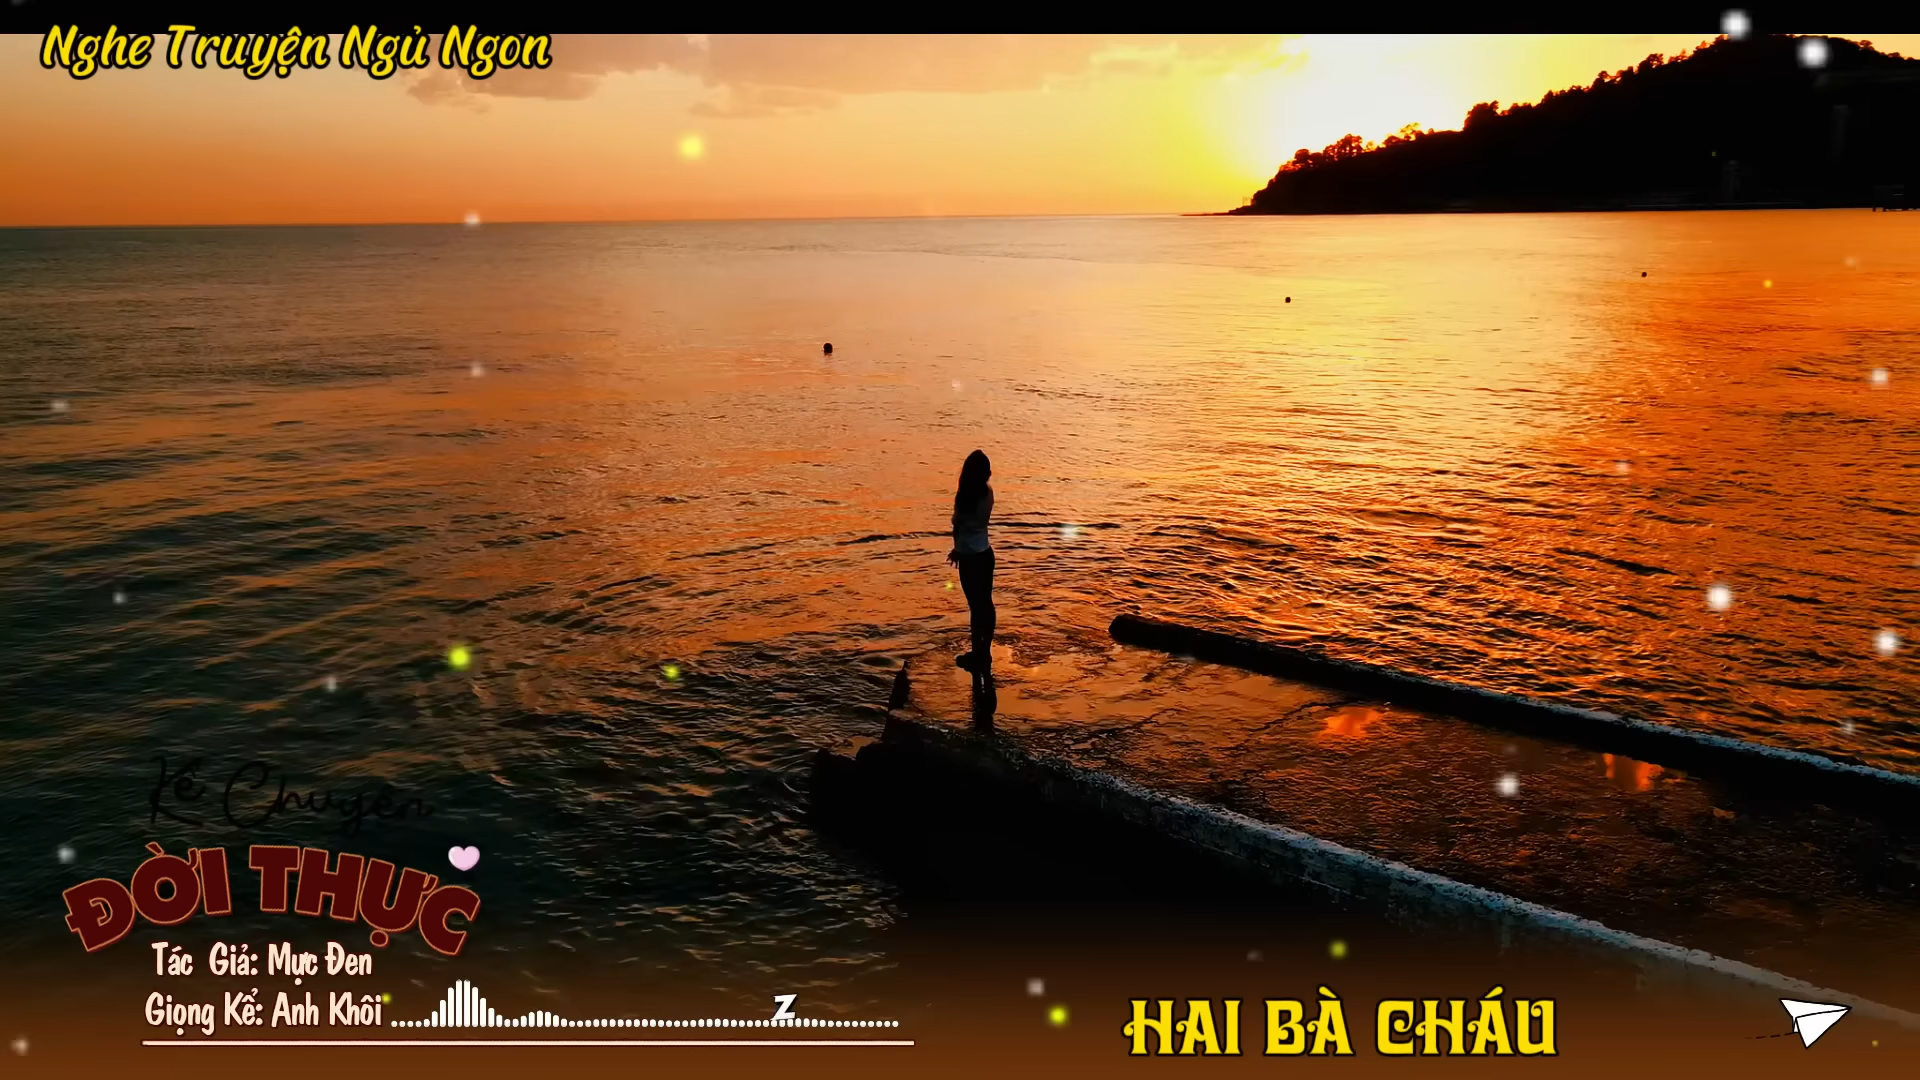 Nghe Truyện Ngủ Ngon
Kể Chuyện
ĐỜI THỰC
Tác Giả: Mực Đen
Giọng Kể: Anh Khôi
Z
HAI BÀ CHÁU